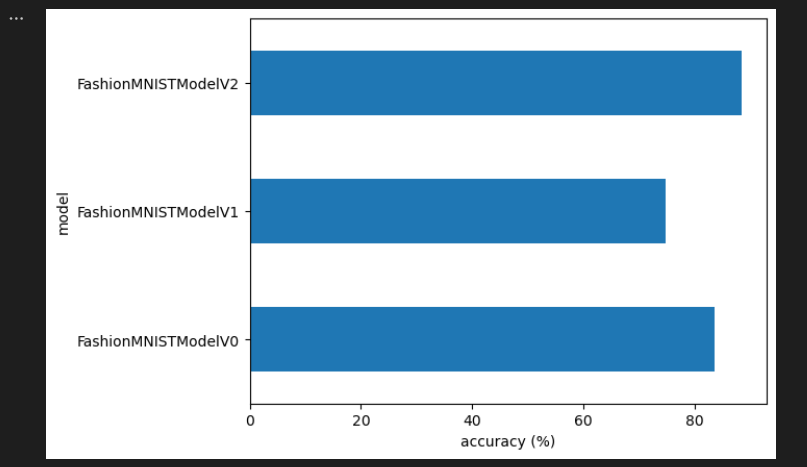 ...
FashionMNISTModelV2
FashionMNISTModelV1
FashionMNISTModelV0
model
0 20 40 60 80
accuracy (%)